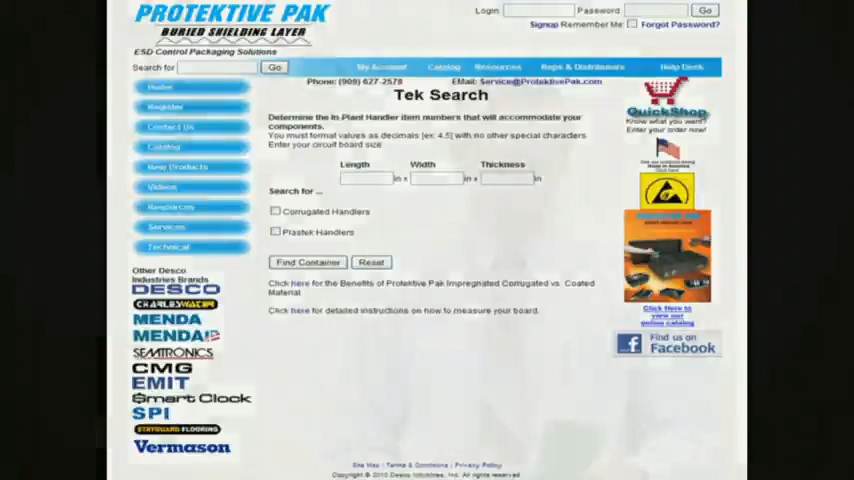 PROTEKTIVE PAK
BURIED SHIELDING LAYER
ESD Control Packaging Solutions
Login: Password: Go
Signup Remember Me: Forgot Password?
Search for Go
My Account Catalog Resources Reps & Distributors Help Desk
Phone: (909) 627-2578 EMail: Service@ProtektivePak.com
Home
Register
Contact Us
Catalog
New Products
Videos
Resources
Services
Technical
Tek Search
Determine the In-Plant Handler item numbers that will accommodate your
components.
You must format values as decimals [ex: 4.5] with no other special characters.
Enter your circuit board size:
Length Width Thickness
in x in x in
Search for ...
Corrugated Handlers
Plastek Handlers
Find Container Reset
Click here for the Benefits of Protektive Pak Impregnated Corrugated vs. Coated
Material
Click here for detailed instructions on how to measure your board.
QuickShop
Know what you want?
Enter your order now!
Made in America
Click here
PROTEKTIVE PAK
Click Here to
view our
online catalog
Find us on
Facebook
Other Desco
Industries Brands
DESCO
CHARLESWATER
MENDA
MENDA
SEMTRONICS
CMG
EMIT
$mart Clock
SPI
STATGUARD FLOORING
Vermason
Site Map | Terms & Conditions | Privacy Policy
Copyright © 2010 Desco Industries, Inc. All rights reserved